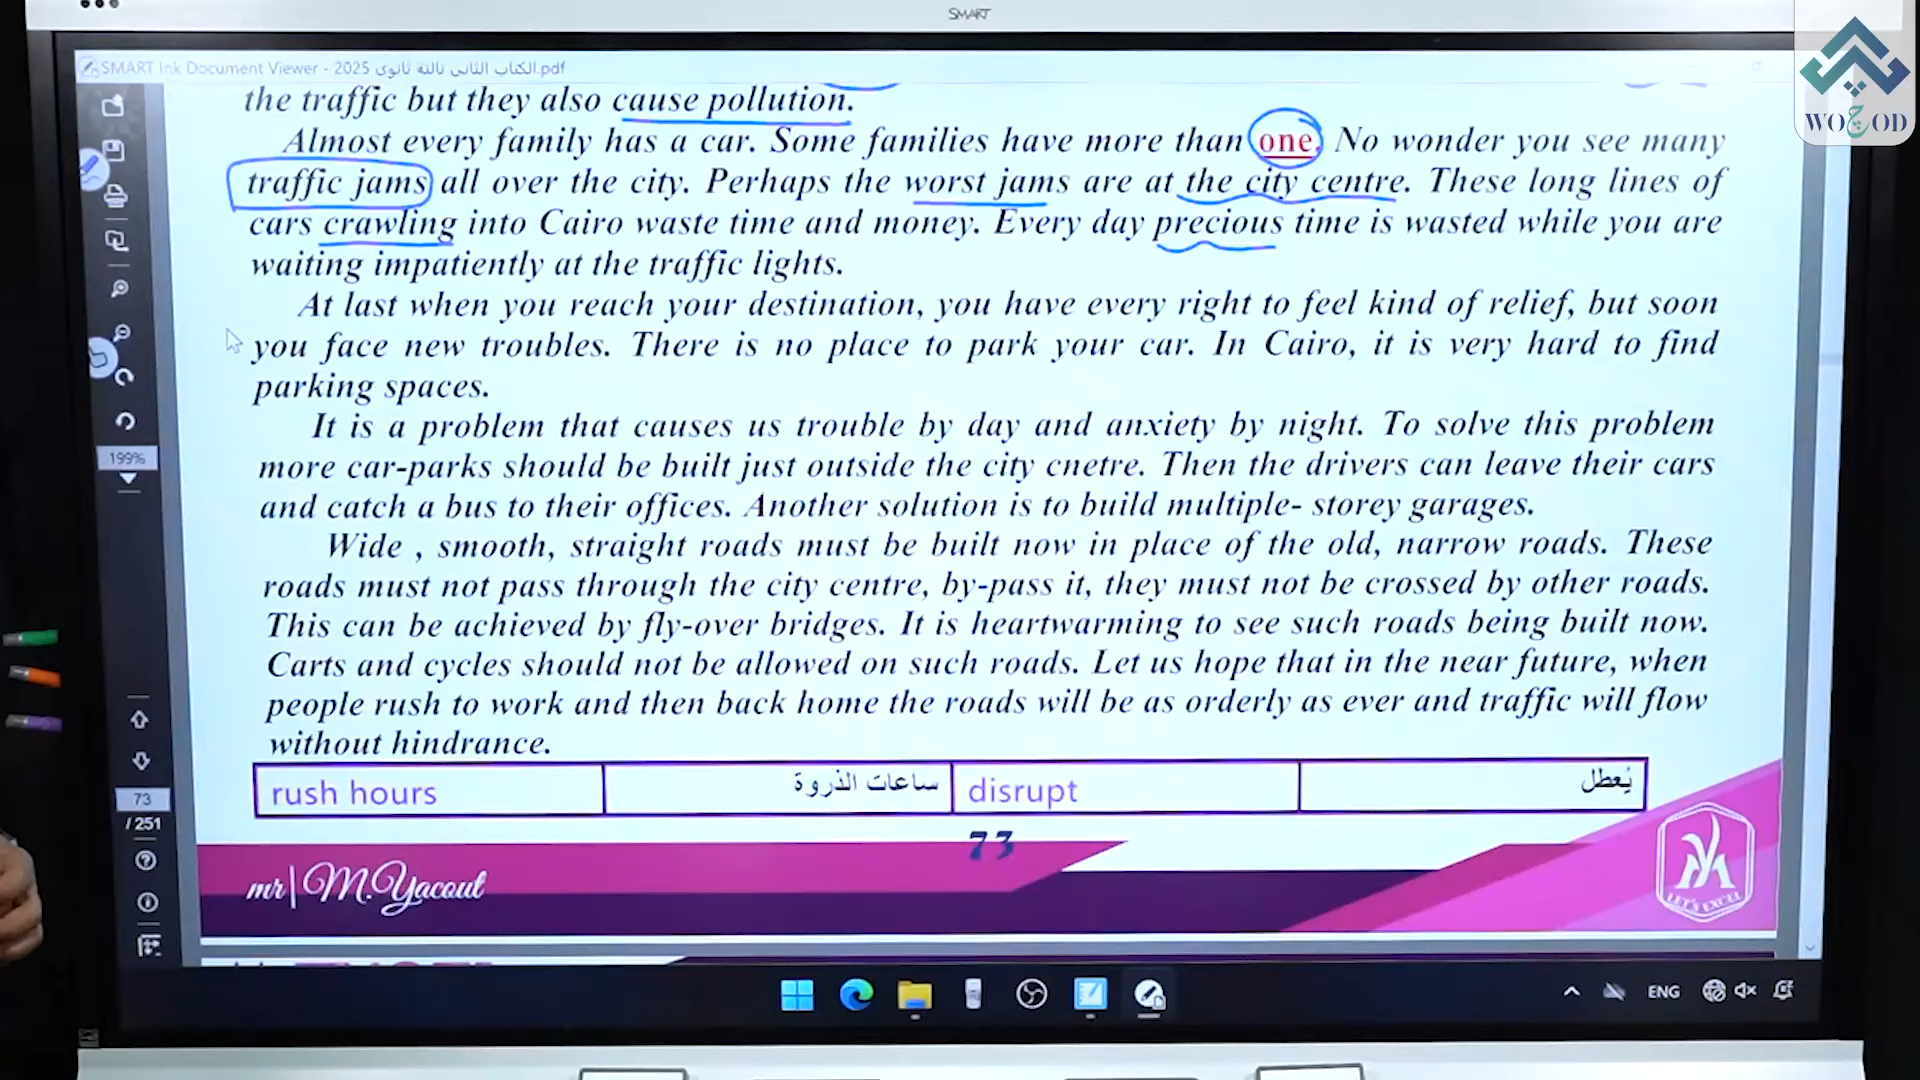 SMART
WOجOD
SMART Ink Document Viewer - الكتاب الثاني ثالثة ثانوي 2025.pdf
the traffic but they also cause pollution.
Almost every family has a car. Some families have more than one. No wonder you see many
traffic jams all over the city. Perhaps the worst jams are at the city centre. These long lines of
cars crawling into Cairo waste time and money. Every day precious time is wasted while you are
waiting impatiently at the traffic lights.
At last when you reach your destination, you have every right to feel kind of relief, but soon
you face new troubles. There is no place to park your car. In Cairo, it is very hard to find
parking spaces.
It is a problem that causes us trouble by day and anxiety by night. To solve this problem
more car-parks should be built just outside the city cnetre. Then the drivers can leave their cars
and catch a bus to their offices. Another solution is to build multiple- storey garages.
Wide , smooth, straight roads must be built now in place of the old, narrow roads. These
roads must not pass through the city centre, by-pass it, they must not be crossed by other roads.
This can be achieved by fly-over bridges. It is heartwarming to see such roads being built now.
Carts and cycles should not be allowed on such roads. Let us hope that in the near future, when
people rush to work and then back home the roads will be as orderly as ever and traffic will flow
without hindrance.
rush hours ساعات الذروة disrupt يُعطل
73
mr| M.Yacout
LET'S EXCEL
199%
73
/ 251
ENG